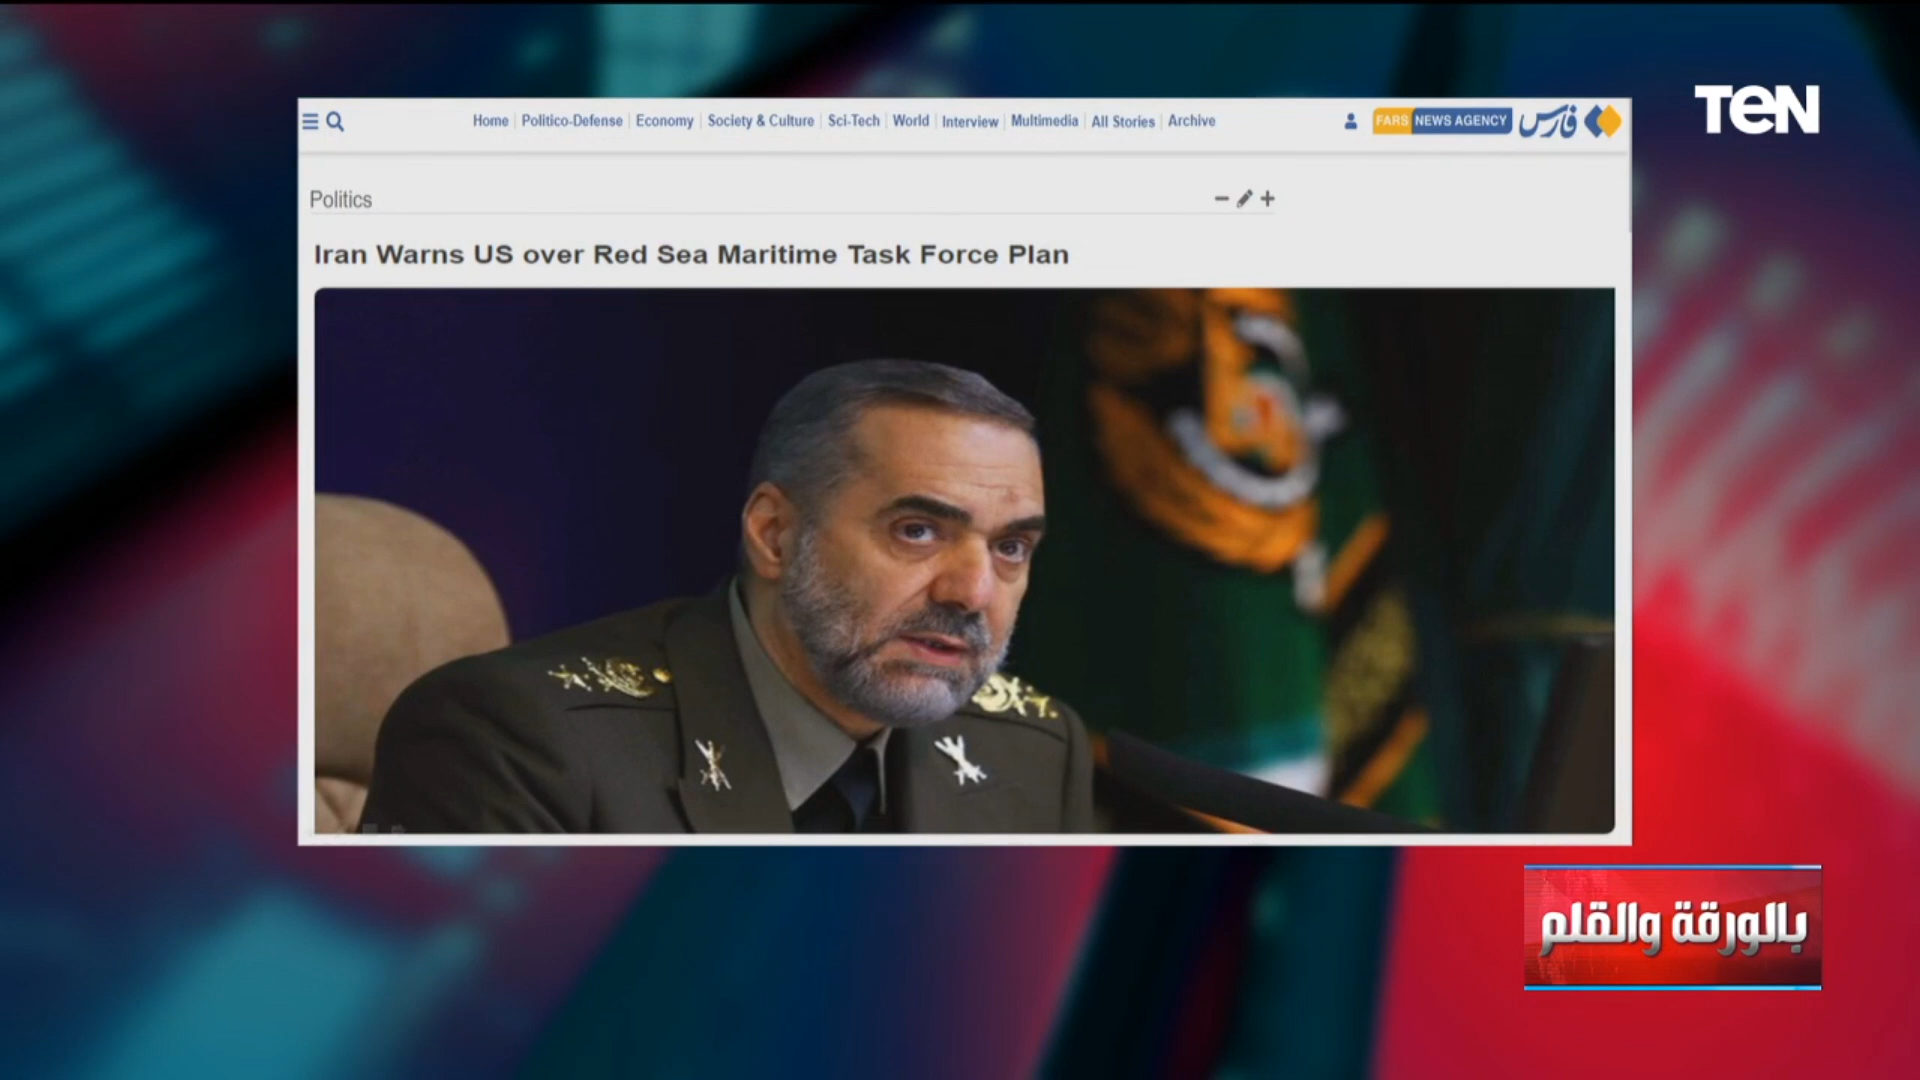 TEN
Home
Politico-Defense
Economy
Society & Culture
Sci-Tech
World
Interview
Multimedia
All Stories
Archive
FARS NEWS AGENCY
فارس
Politics
Iran Warns US over Red Sea Maritime Task Force Plan
بالورقة والقلم